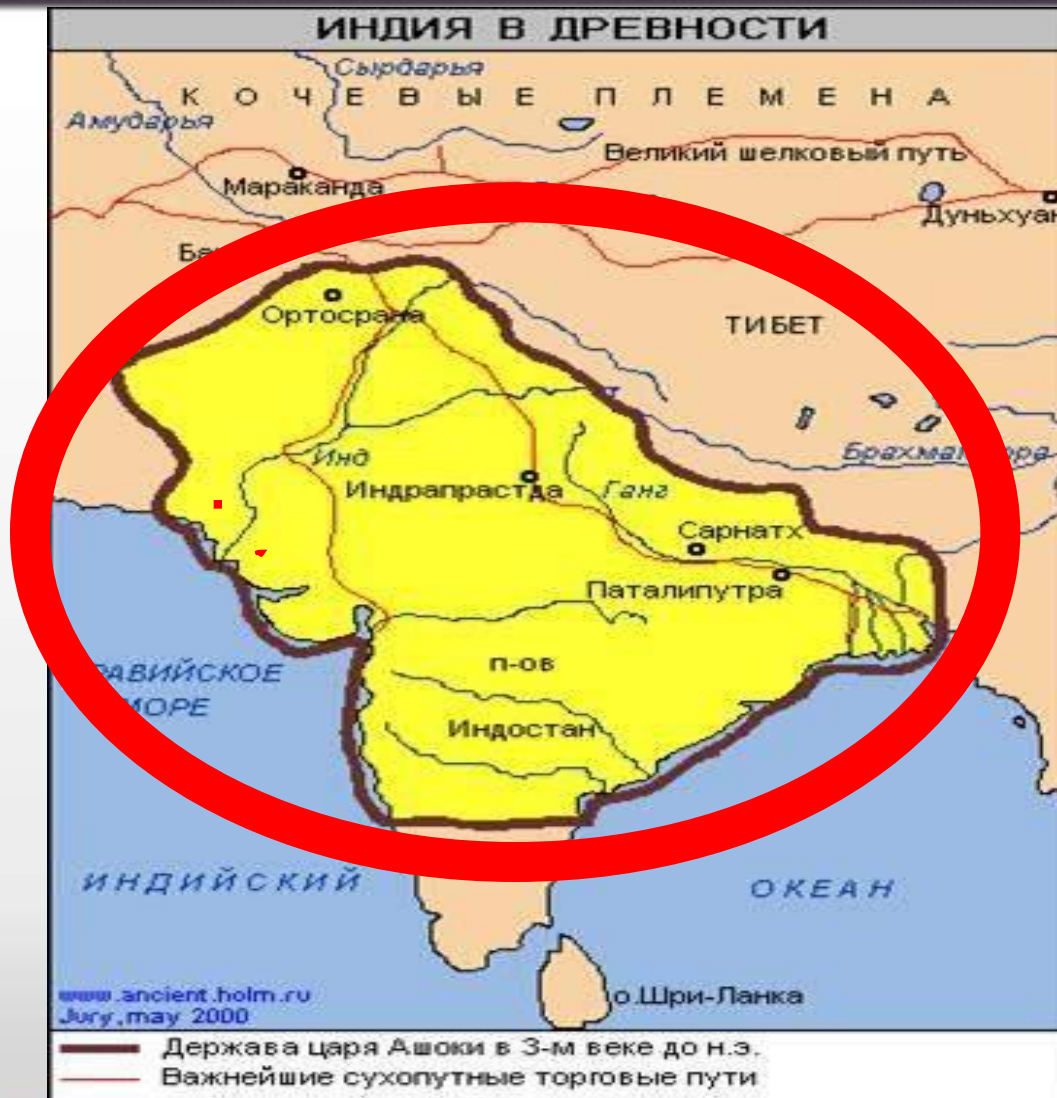 ИНДИЯ В ДРЕВНОСТИ
Сырдарья
КОЧЕВЫЕ ПЛЕМЕНА
Амударья
Великий шелковый путь
Мараканда
Дуньхуан
Ортосрана
ТИБЕТ
Инд
Брахма
Индрапрастда
Ганг
Сарнатх
Паталипутра
РАВИЙСКОЕ
МОРЕ
п-ов
Индостан
ИНДИЙСКИЙ
ОКЕАН
www.ancient.holm.ru
Jury,may 2000
о.Шри-Ланка
Держава царя Ашоки в 3-м веке до н.э.
Важнейшие сухопутные торговые пути